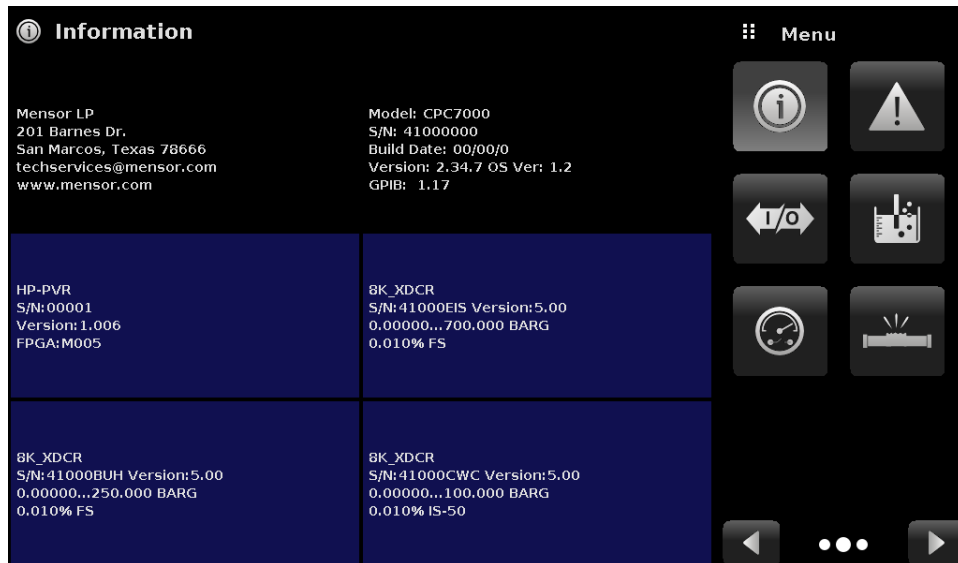 Information
Menu
Mensor LP
201 Barnes Dr.
San Marcos, Texas 78666
techservices@mensor.com
www.mensor.com
Model: CPC7000
S/N: 41000000
Build Date: 00/00/0
Version: 2.34.7 OS Ver: 1.2
GPIB: 1.17
I/O
HP-PVR
S/N:00001
Version:1.006
FPGA:M005
8K_XDCR
S/N:41000EIS Version:5.00
0.00000...700.000 BARG
0.010% FS
8K_XDCR
S/N:41000BUH Version:5.00
0.00000...250.000 BARG
0.010% FS
8K_XDCR
S/N:41000CWC Version:5.00
0.00000...100.000 BARG
0.010% IS-50